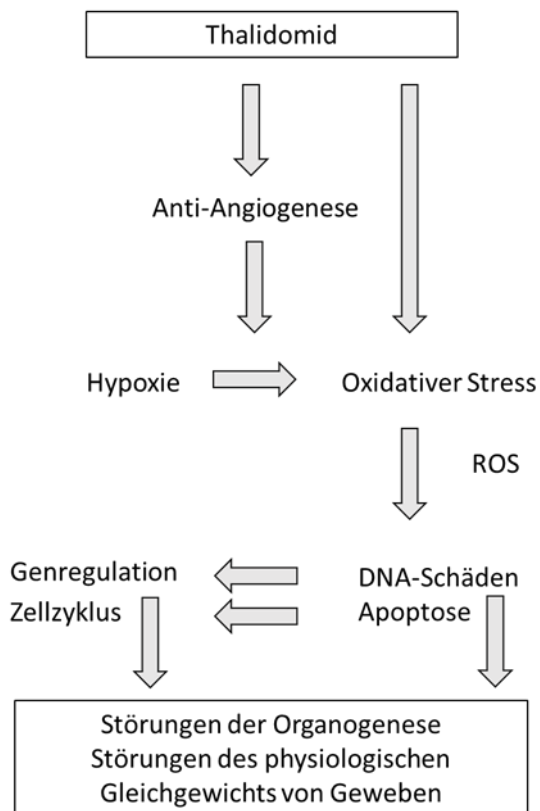 Thalidomid
Anti-Angiogenese
Hypoxie
Oxidativer Stress
ROS
Genregulation
Zellzyklus
DNA-Schäden
Apoptose
Störungen der Organogenese
Störungen des physiologischen
Gleichgewichts von Geweben